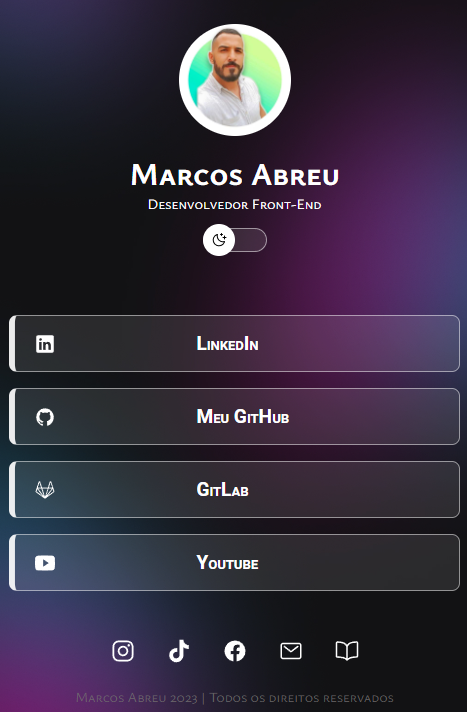 Marcos Abreu
Desenvolvedor Front-End
LinkedIn
Meu GitHub
GitLab
Youtube
Marcos Abreu 2023 | Todos os direitos reservados